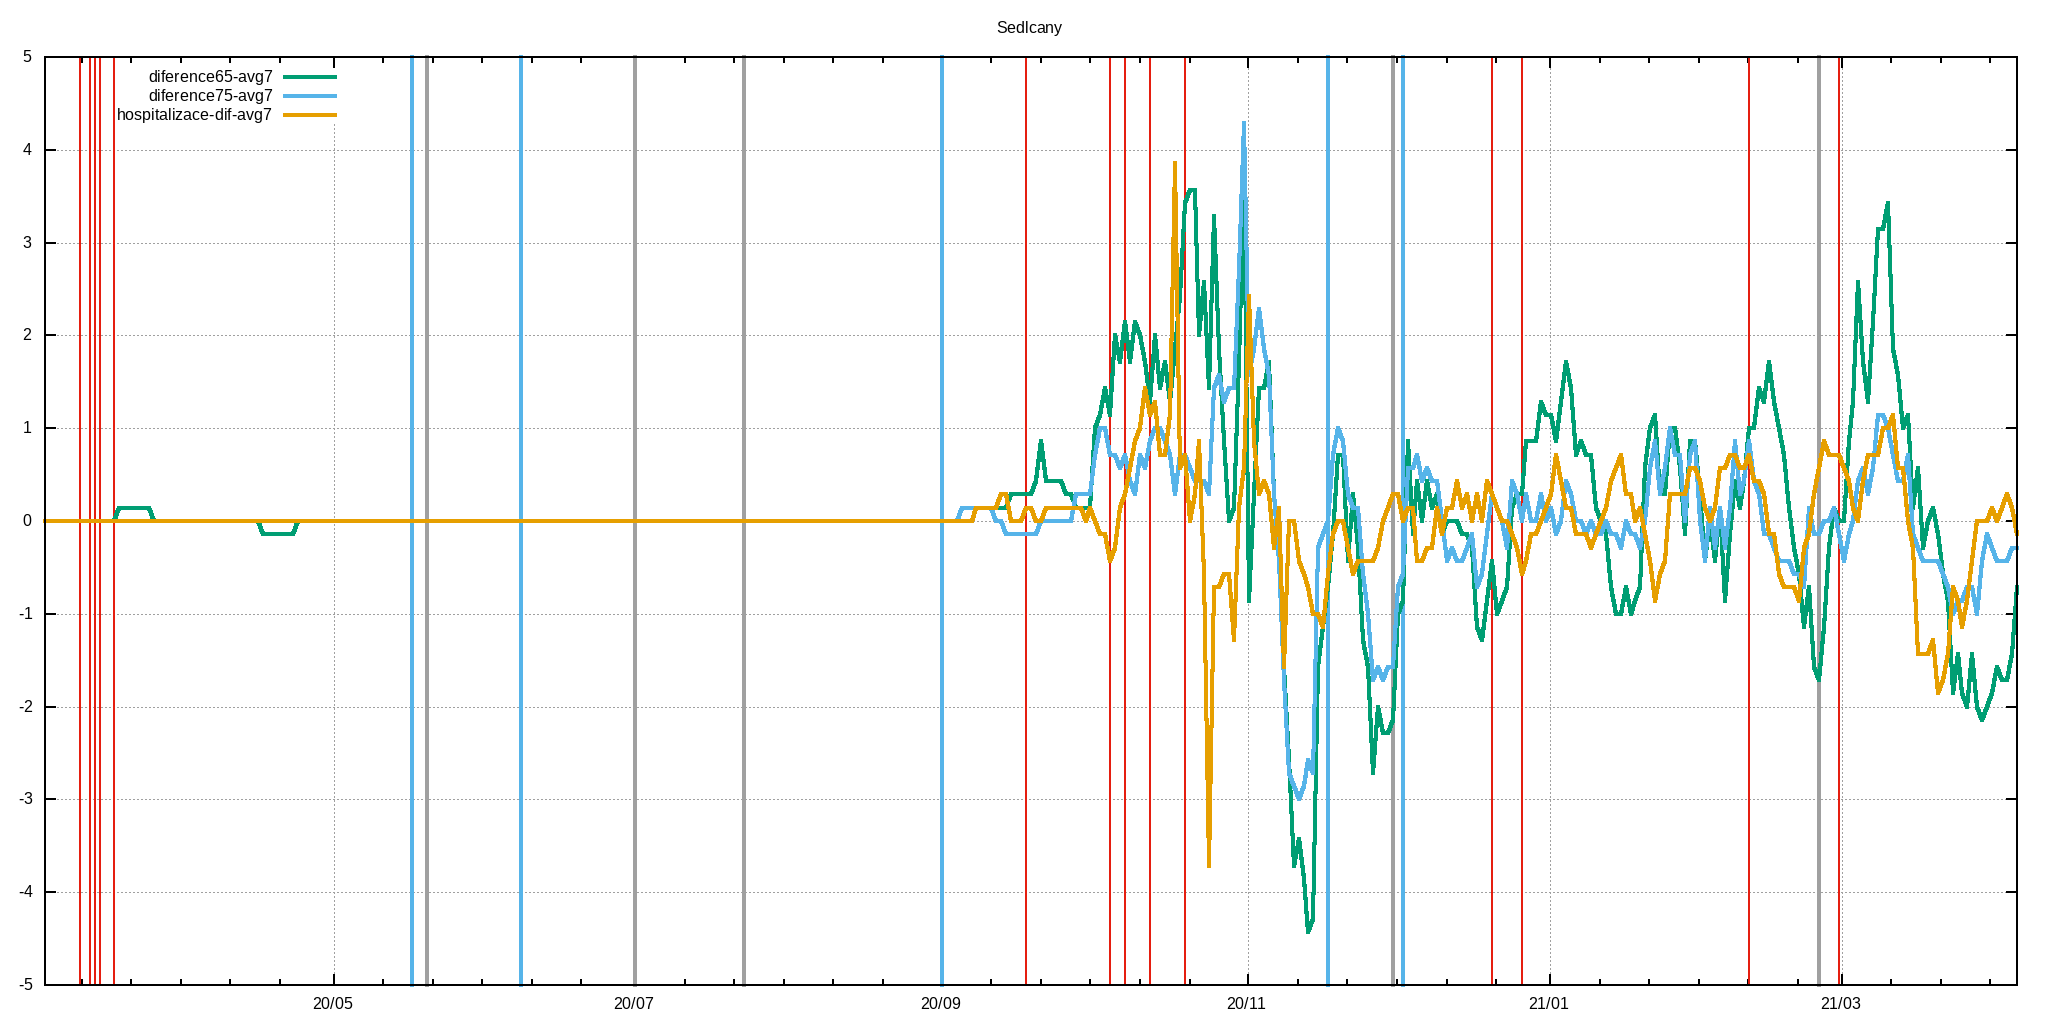 Sedlcany
5
diference65-avg7
diference75-avg7
hospitalizace-dif-avg7
4
3
2
1
0
-1
-2
-3
-4
-5
20/05 20/07 20/09 20/11 21/01 21/03